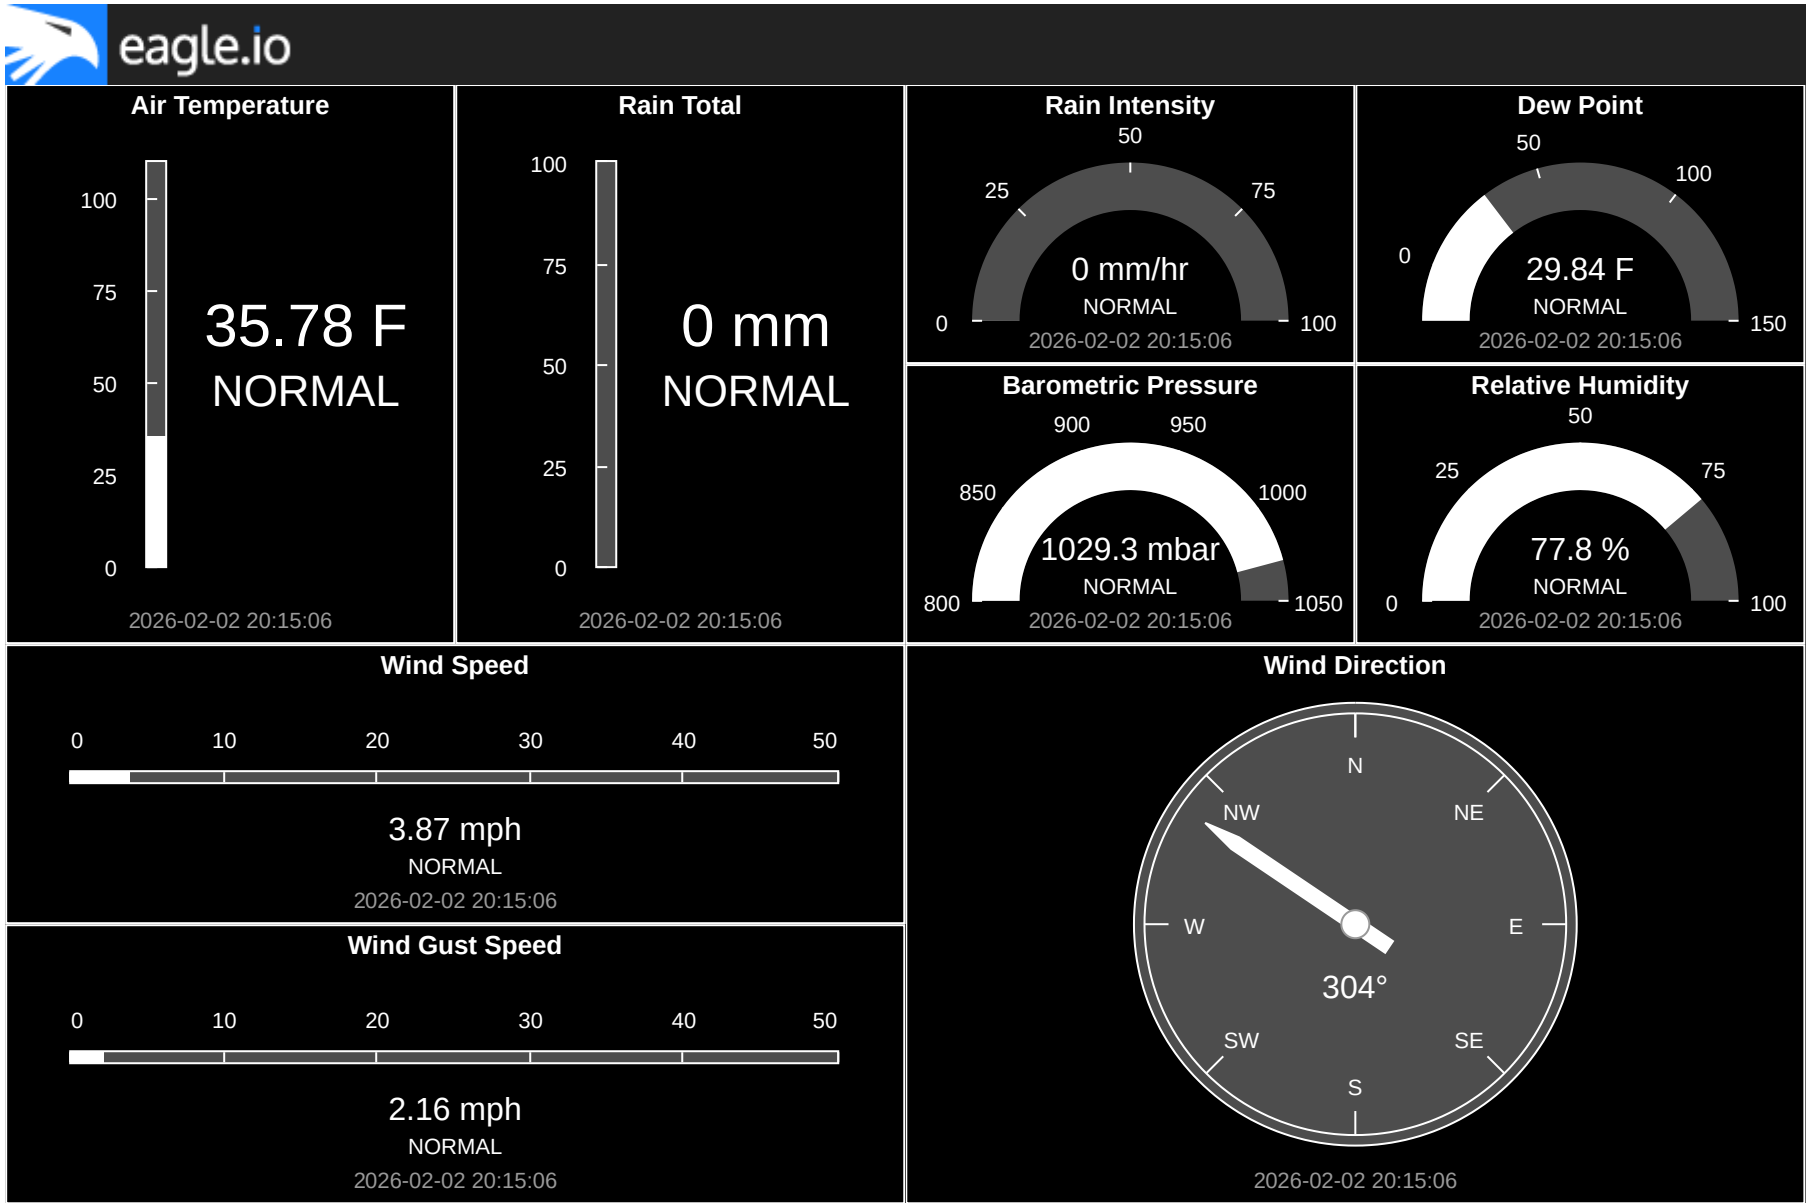 eagle.io
Air Temperature
100
75
50
25
0
35.78 F
NORMAL
2026-02-02 20:15:06
Rain Total
100
75
50
25
0
0 mm
NORMAL
2026-02-02 20:15:06
Rain Intensity
0
25
50
75
100
0 mm/hr
NORMAL
2026-02-02 20:15:06
Dew Point
0
50
100
150
29.84 F
NORMAL
2026-02-02 20:15:06
Barometric Pressure
800
850
900
950
1000
1050
1029.3 mbar
NORMAL
2026-02-02 20:15:06
Relative Humidity
0
25
50
75
100
77.8 %
NORMAL
2026-02-02 20:15:06
Wind Speed
0 10 20 30 40 50
3.87 mph
NORMAL
2026-02-02 20:15:06
Wind Gust Speed
0 10 20 30 40 50
2.16 mph
NORMAL
2026-02-02 20:15:06
Wind Direction
N
NW NE
W E
304°
SW SE
S
2026-02-02 20:15:06